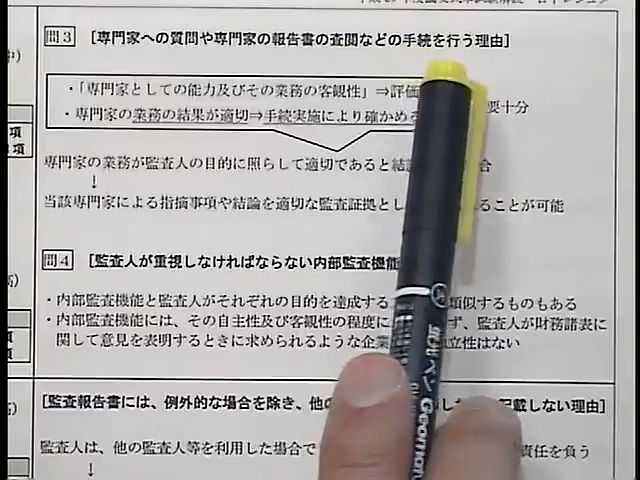 問3 [専門家への質問や専門家の報告書の査閲などの手続を行う理由]
・「専門家としての能力及びその業務の客観性」⇒評価
・専門家の業務の結果が適切⇒手続実施により確かめる 要十分
専門家の業務が監査人の目的に照らして適切であると結 合
↓
当該専門家による指摘事項や結論を適切な監査証拠とし ることが可能
問4 [監査人が重視しなければならない内部監査機能
・内部監査機能と監査人がそれぞれの目的を達成する 類似するものもある
・内部監査機能には、その自主性及び客観性の程度に ず、監査人が財務諸表に
関して意見を表明するときに求められるような企業 立性はない
[監査報告書には、例外的な場合を除き、他の 記載しない理由]
監査人は、他の監査人等を利用した場合で 責任を負う
↓
項
項
蛍光ペン